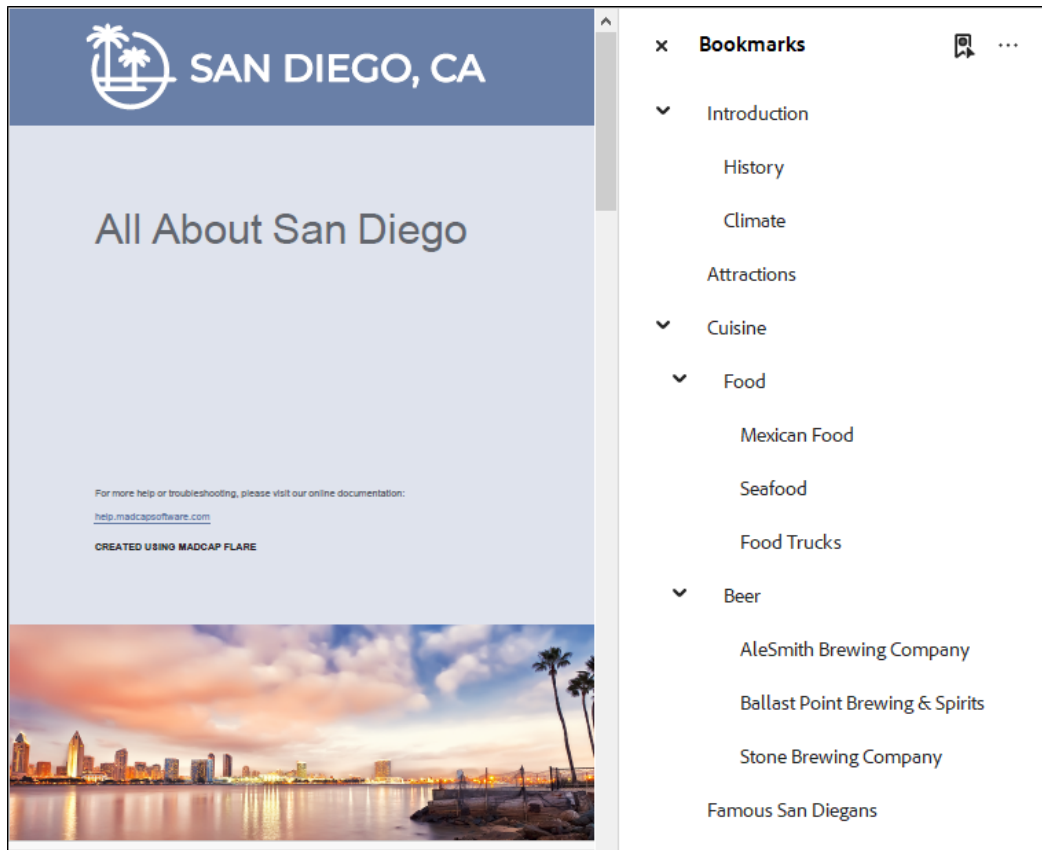 SAN DIEGO, CA
All About San Diego
For more help or troubleshooting, please visit our online documentation:
help.madcapsoftware.com
CREATED USING MADCAP FLARE
Bookmarks
Introduction
History
Climate
Attractions
Cuisine
Food
Mexican Food
Seafood
Food Trucks
Beer
AleSmith Brewing Company
Ballast Point Brewing & Spirits
Stone Brewing Company
Famous San Diegans